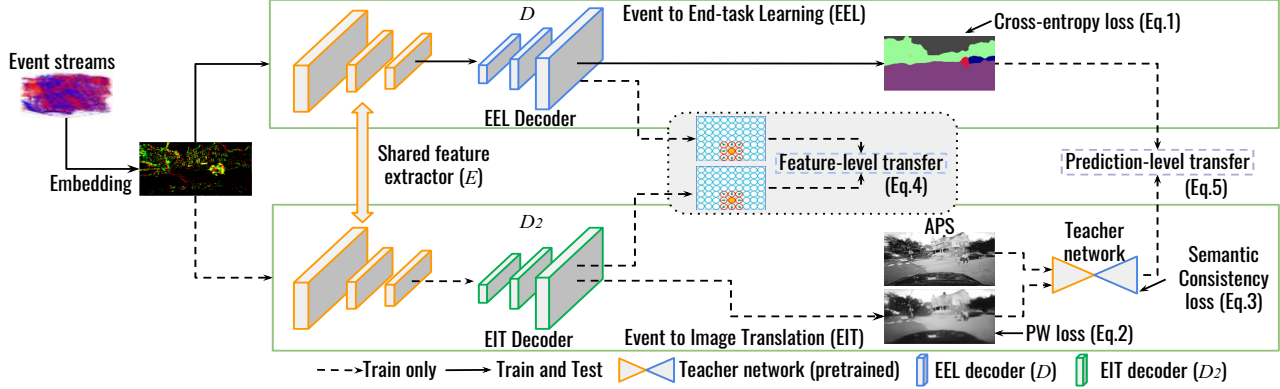 D
Event to End-task Learning (EEL)
Cross-entropy loss (Eq.1)
Event streams
EEL Decoder
Embedding
Shared feature
extractor (E)
Feature-level transfer
(Eq.4)
Prediction-level transfer
(Eq.5)
D2
APS
Teacher
network
Semantic
Consistency
loss (Eq.3)
EIT Decoder
Event to Image Translation (EIT)
PW loss (Eq.2)
Train only
Train and Test
Teacher network (pretrained)
EEL decoder (D)
EIT decoder (D2)